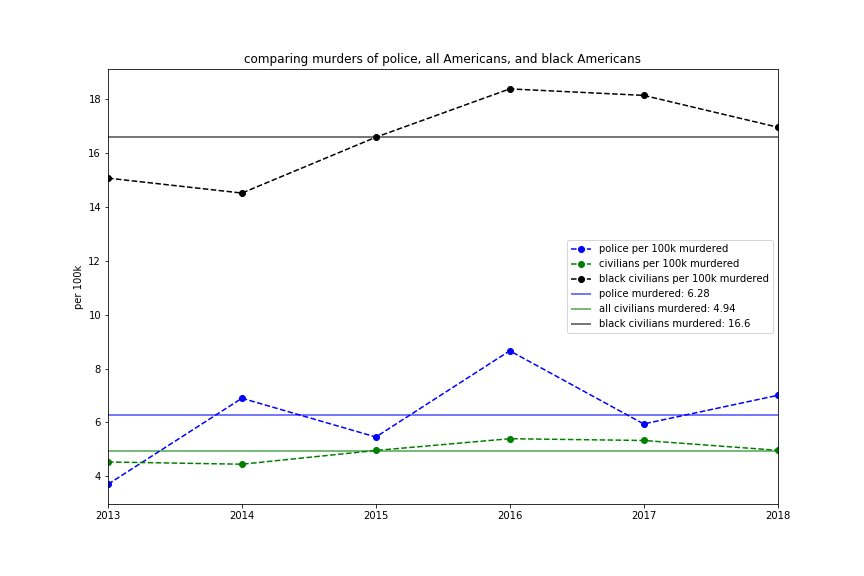 comparing murders of police, all Americans, and black Americans
per 100k
18
16
14
12
10
8
6
4
police per 100k murdered
civilians per 100k murdered
black civilians per 100k murdered
police murdered: 6.28
all civilians murdered: 4.94
black civilians murdered: 16.6
2013 2014 2015 2016 2017 2018